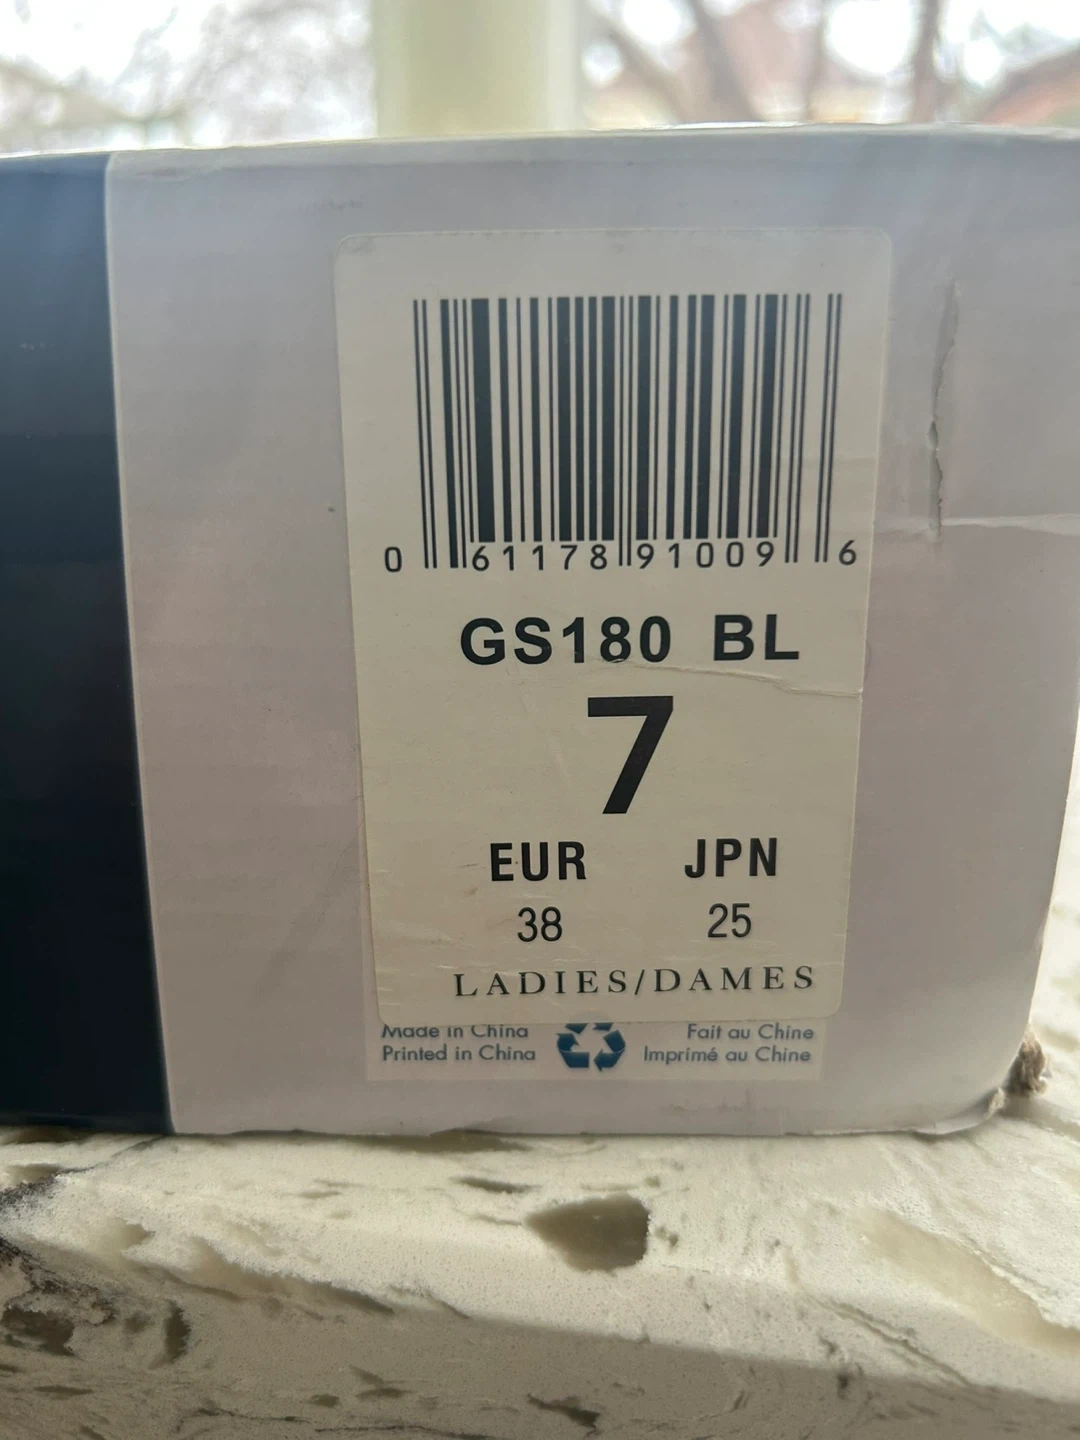 0 61178 91009 6
GS180 BL
7
EUR JPN
38 25
LADIES/DAMES
Made in China Fait au Chine
Printed in China Imprimé au Chine